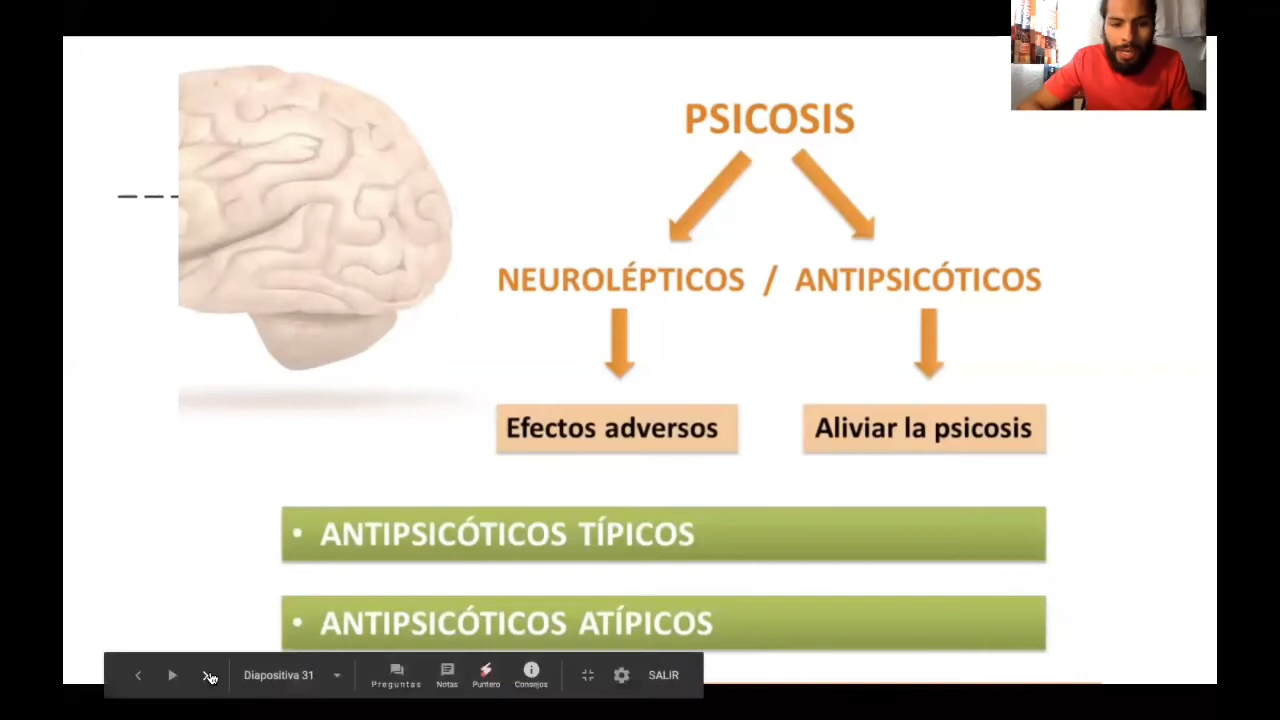 PSICOSIS
NEUROLÉPTICOS / ANTIPSICÓTICOS
Efectos adversos
Aliviar la psicosis
• ANTIPSICÓTICOS TÍPICOS
• ANTIPSICÓTICOS ATÍPICOS
Diapositiva 31
Preguntas
Notas
Puntero
Consejos
SALIR